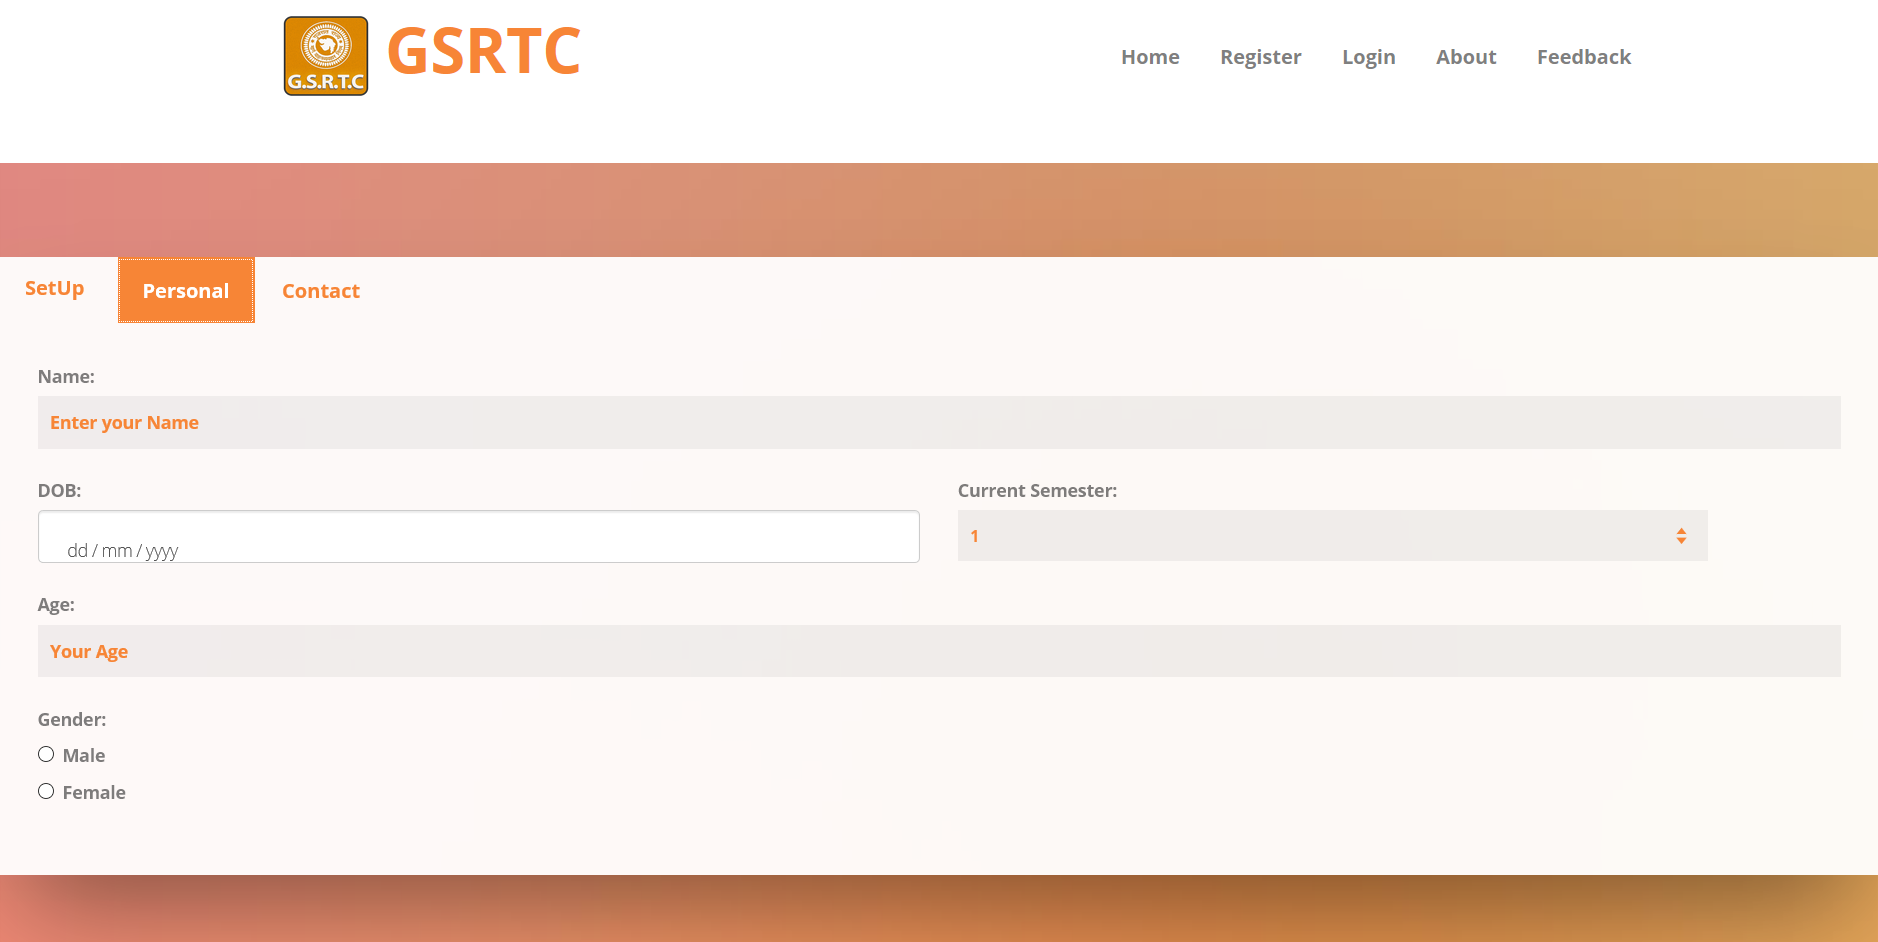 G.S.R.T.C
GSRTC
Home Register Login About Feedback
SetUp Personal Contact
Name:
Enter your Name
DOB: Current Semester:
dd / mm / yyyy 1
Age:
Your Age
Gender:
Male
Female